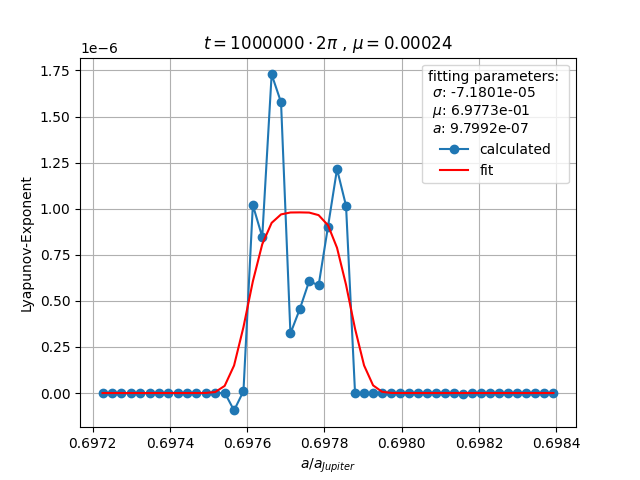 t = 1000000 · 2π , μ = 0.00024
1e−6
1.75
1.50
1.25
1.00
0.75
0.50
0.25
0.00
Lyapunov-Exponent
fitting parameters:
σ: -7.1801e-05
μ: 6.9773e-01
a: 9.7992e-07
calculated
fit
0.6972 0.6974 0.6976 0.6978 0.6980 0.6982 0.6984
a/a_Jupiter